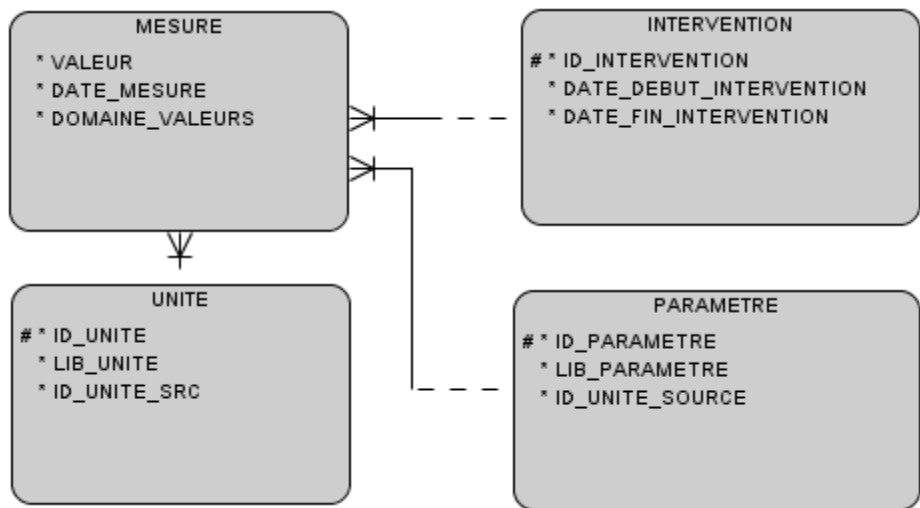 MESURE
* VALEUR
* DATE_MESURE
* DOMAINE_VALEURS
INTERVENTION
# * ID_INTERVENTION
* DATE_DEBUT_INTERVENTION
* DATE_FIN_INTERVENTION
UNITE
# * ID_UNITE
* LIB_UNITE
* ID_UNITE_SRC
PARAMETRE
# * ID_PARAMETRE
* LIB_PARAMETRE
* ID_UNITE_SOURCE